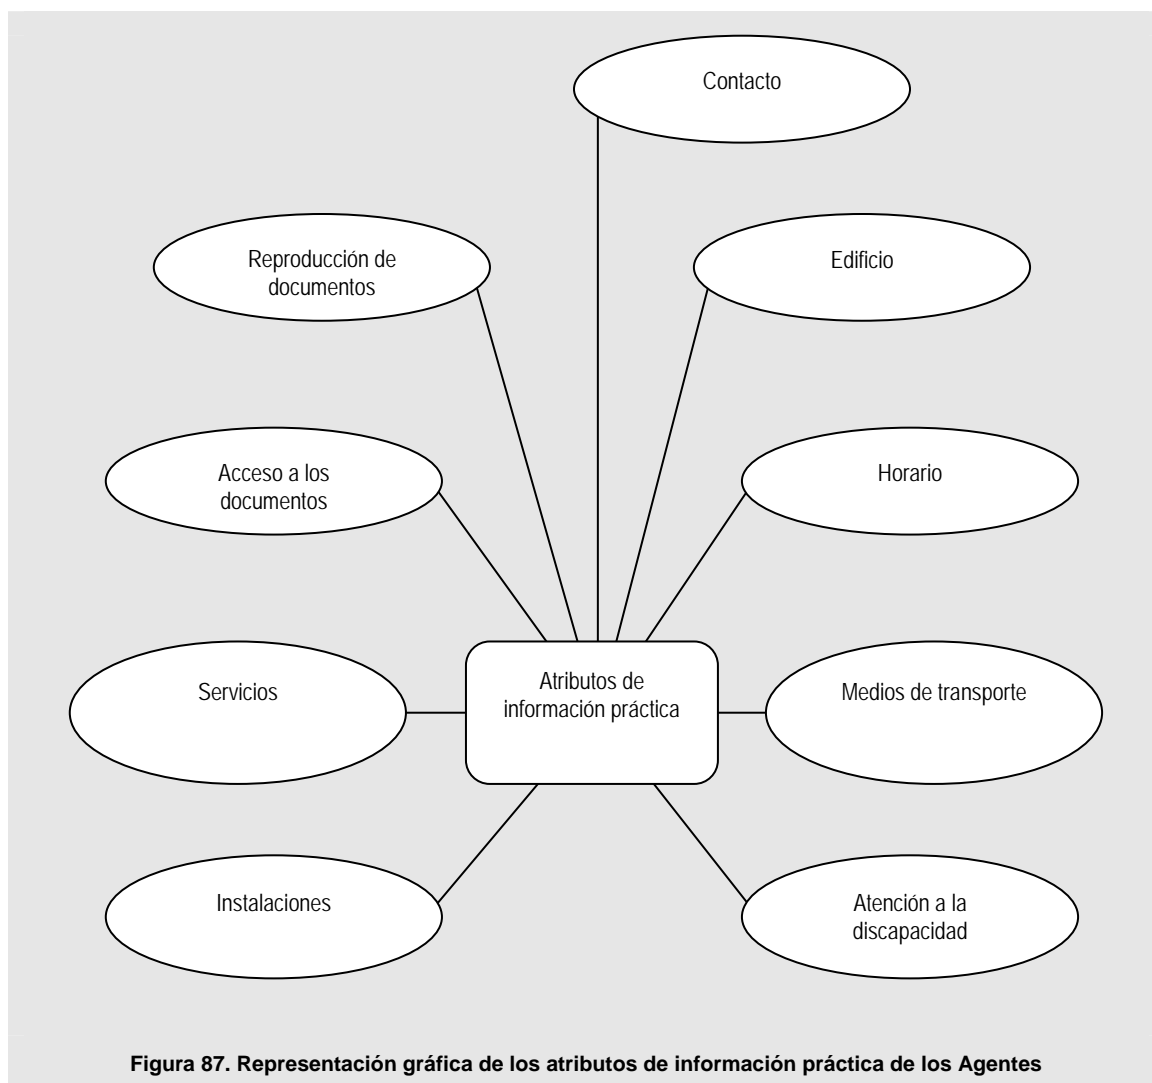 Contacto
Reproducción de
documentos
Edificio
Acceso a los
documentos
Horario
Servicios
Atributos de
información práctica
Medios de transporte
Instalaciones
Atención a la
discapacidad
Figura 87. Representación gráfica de los atributos de información práctica de los Agentes